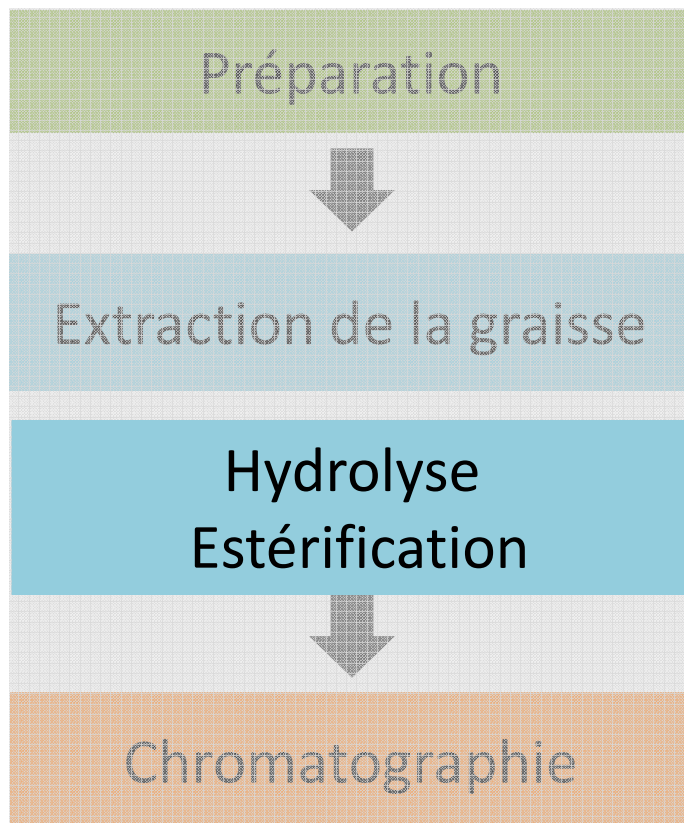 Préparation
Extraction de la graisse
Hydrolyse
Estérification
Chromatographie